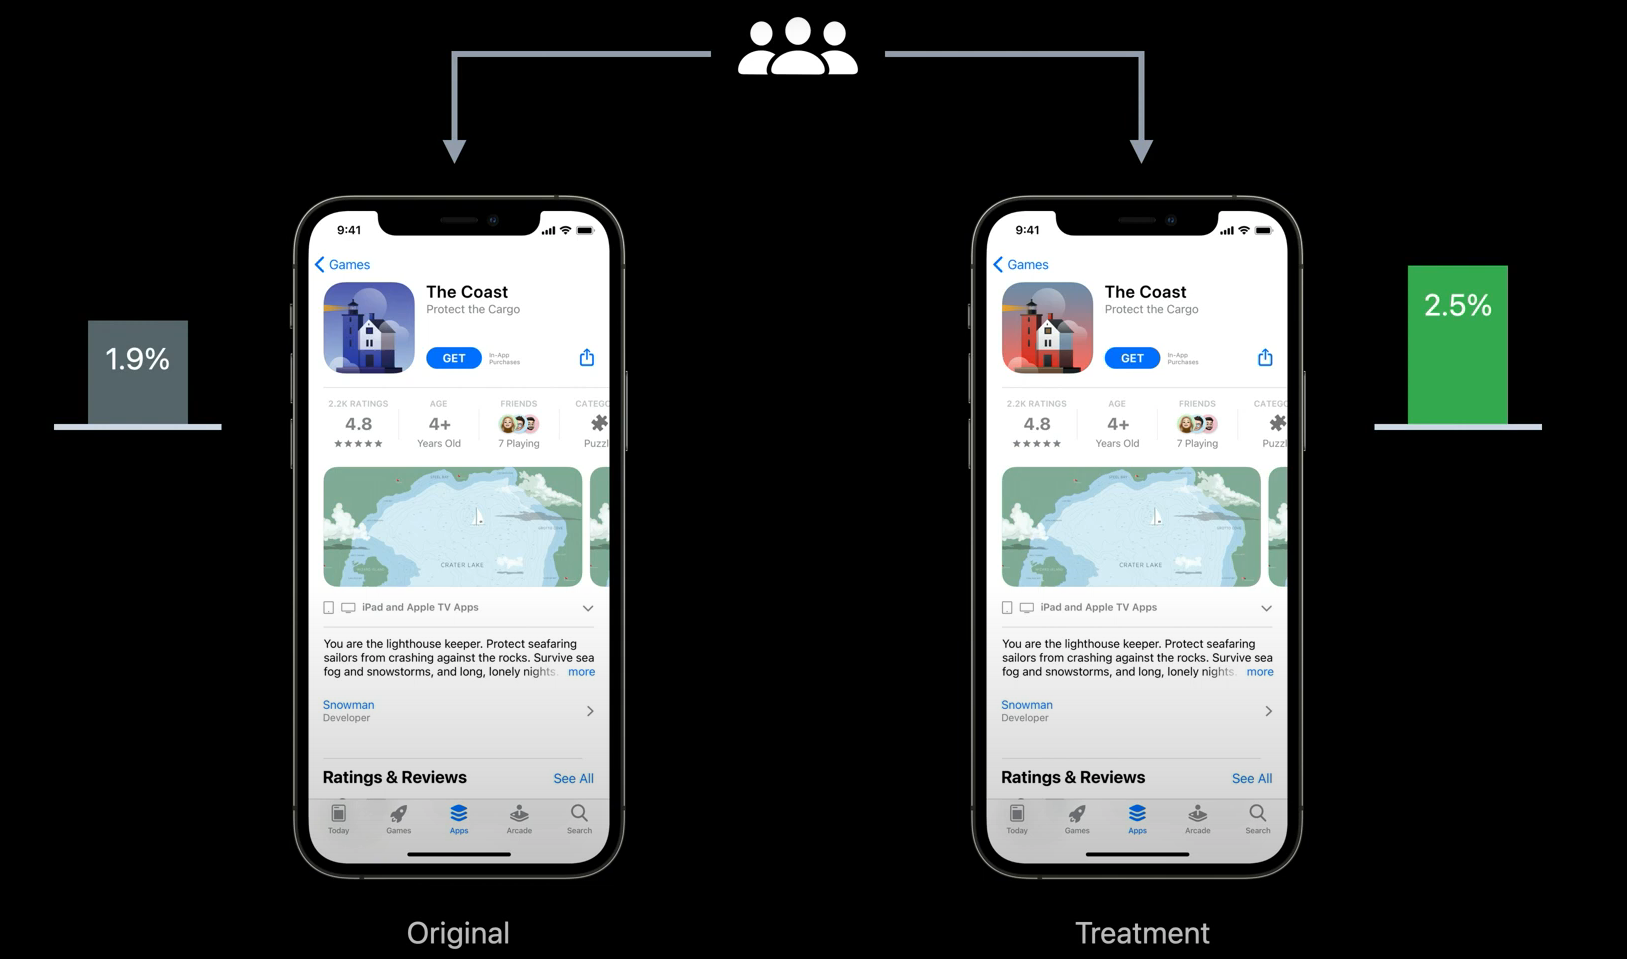 1.9%
9:41
Games
The Coast
Protect the Cargo
GET
In-App
Purchases
2.2K RATINGS
AGE
FRIENDS
CATEGO
4.8
4+
Years Old
7 Playing
Puzzl
CRATER LAKE
iPad and Apple TV Apps
You are the lighthouse keeper. Protect seafaring
sailors from crashing against the rocks. Survive sea
fog and snowstorms, and long, lonely nights. more
Snowman
Developer
Ratings & Reviews
See All
Today
Games
Apps
Arcade
Search
Original
9:41
Games
The Coast
Protect the Cargo
GET
In-App
Purchases
2.2K RATINGS
AGE
FRIENDS
CATEGO
4.8
4+
Years Old
7 Playing
Puzzl
CRATER LAKE
iPad and Apple TV Apps
You are the lighthouse keeper. Protect seafaring
sailors from crashing against the rocks. Survive sea
fog and snowstorms, and long, lonely nights. more
Snowman
Developer
Ratings & Reviews
See All
Today
Games
Apps
Arcade
Search
Treatment
2.5%